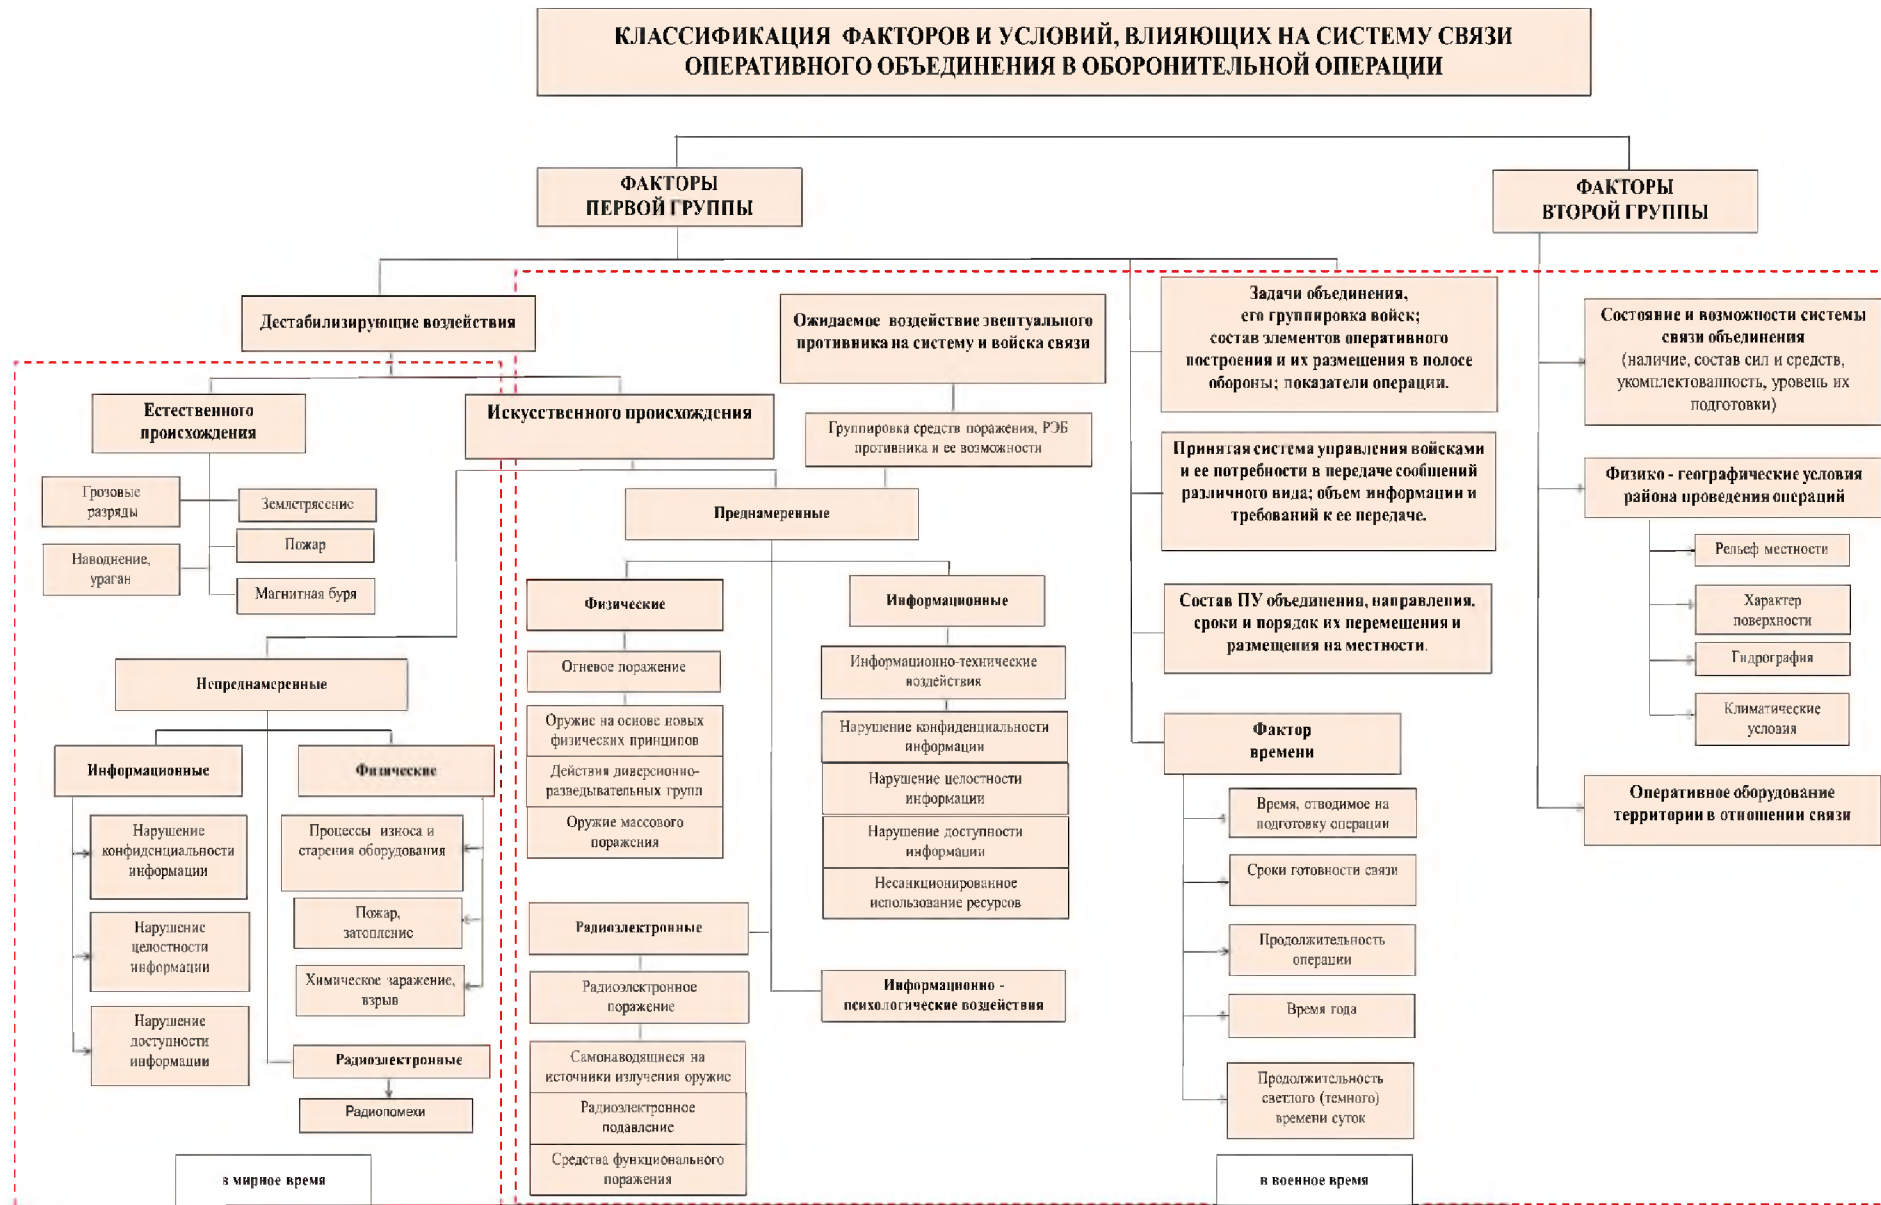 КЛАССИФИКАЦИЯ ФАКТОРОВ И УСЛОВИЙ, ВЛИЯЮЩИХ НА СИСТЕМУ СВЯЗИ
ОПЕРАТИВНОГО ОБЪЕДИНЕНИЯ В ОБОРОНИТЕЛЬНОЙ ОПЕРАЦИИ
ФАКТОРЫ
ПЕРВОЙ ГРУППЫ
ФАКТОРЫ
ВТОРОЙ ГРУППЫ
Дестабилизирующие воздействия
Естественного
происхождения
Грозовые
разряды
Землетрясение
Пожар
Наводнение,
ураган
Магнитная буря
Искусственного происхождения
Непреднамеренные
Информационные
Нарушение
конфиденциальности
информации
Нарушение
целостности
информации
Нарушение
доступности
информации
Физические
Процессы износа и
старения оборудования
Пожар,
затопление
Химическое заражение,
взрыв
Радиоэлектронные
Радиопомехи
в мирное время
Ожидаемое воздействие эвентуального
противника на систему и войска связи
Группировка средств поражения, РЭБ
противника и ее возможности
Преднамеренные
Физические
Огневое поражение
Оружие на основе новых
физических принципов
Действия диверсионно-
разведывательных групп
Оружие массового
поражения
Информационные
Информационно-технические
воздействия
Нарушение конфиденциальности
информации
Нарушение целостности
информации
Нарушение доступности
информации
Несанкционированное
использование ресурсов
Радиоэлектронные
Радиоэлектронное
поражение
Самонаводящиеся на
источники излучения оружие
Радиоэлектронное
подавление
Средства функционального
поражения
Информационно -
психологические воздействия
Задачи объединения,
его группировка войск;
состав элементов оперативного
построения и их размещения в полосе
обороны; показатели операции.
Принятая система управления войсками
и ее потребности в передаче сообщений
различного вида; объем информации и
требований к ее передаче.
Состав ПУ объединения, направления,
сроки и порядок их перемещения и
размещения на местности.
Фактор
времени
Время, отводимое на
подготовку операции
Сроки готовности связи
Продолжительность
операции
Время года
Продолжительность
светлого (темного)
времени суток
в военное время
Состояние и возможности системы
связи объединения
(наличие, состав сил и средств,
укомплектованность, уровень их
подготовки)
Физико - географические условия
района проведения операций
Рельеф местности
Характер
поверхности
Гидрография
Климатические
условия
Оперативное оборудование
территории в отношении связи